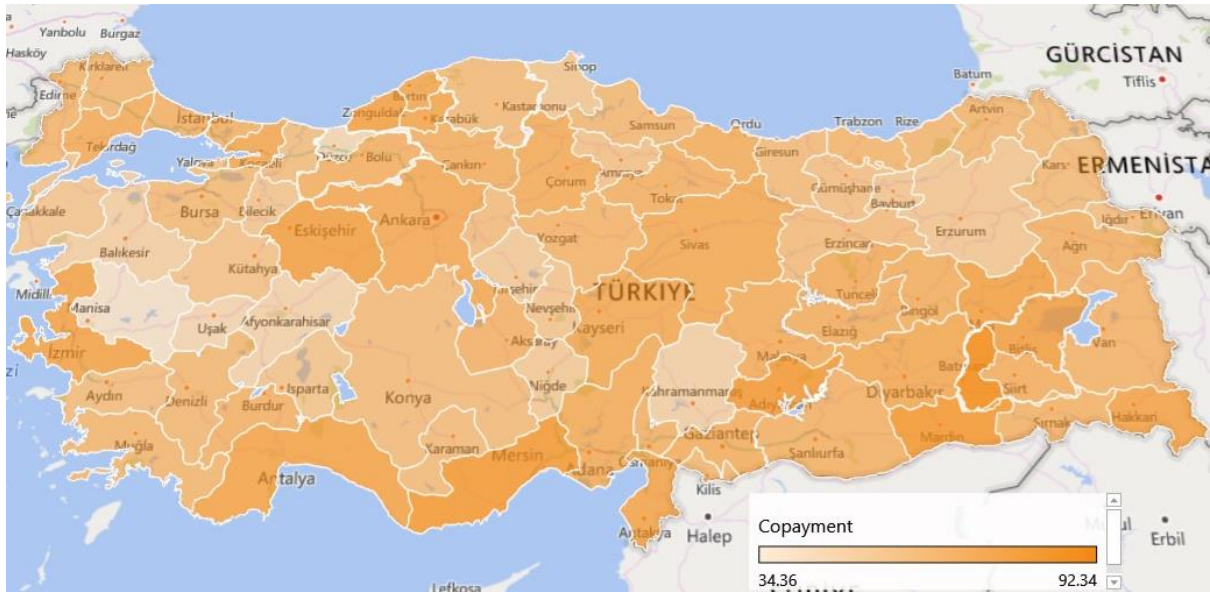 Yanbolu
Burgaz
Hasköy
Kırklareli
Edirne
Tekirdağ
İstanbul
Yalova
Kocaeli
Düzce
Bolu
Zonguldak
Bartın
Karabük
Kastamonu
Sinop
Samsun
Ordu
Giresun
Trabzon
Rize
Batum
Artvin
GÜRCİSTAN
Tiflis
ERMENİSTA
Erivan
Kars
Iğdır
Ağrı
Çanakkale
Bursa
Bilecik
Balıkesir
Kütahya
Eskişehir
Ankara
Çankırı
Çorum
Amasya
Tokat
Sivas
Yozgat
Gümüşhane
Bayburt
Erzincan
Erzurum
Midill
Manisa
Uşak
Afyonkarahisar
Kırşehir
Nevşehir
TÜRKİYE
Kayseri
Tunceli
Bingöl
Elazığ
Bitlis
Van
İzmir
Aydın
Denizli
Isparta
Burdur
Konya
Aksaray
Niğde
Kahramanmaraş
Malatya
Adıyaman
Diyarbakır
Batman
Siirt
Şırnak
Hakkari
Mardin
Muğla
Antalya
Karaman
Mersin
Adana
Osmaniye
Gaziantep
Şanlıurfa
Kilis
Antakya
Halep
Erbil
Lefkoşa
Copayment
34.36
92.34